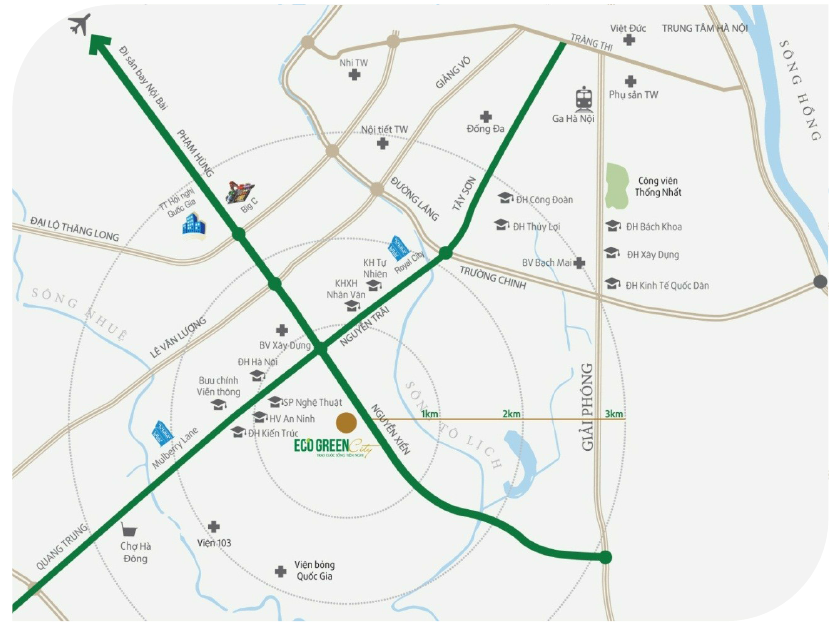 Đi sân bay Nội Bài
PHẠM HÙNG
TT Hội nghị
Quốc Gia
Big C
ĐẠI LỘ THĂNG LONG
SÔNG NHUỆ
LÊ VĂN LƯƠNG
Nhi TW
GIẢNG VÕ
Nội tiết TW
Đống Đa
ĐƯỜNG LÁNG
TÂY SƠN
TRÀNG THI
Việt Đức
TRUNG TÂM HÀ NỘI
SÔNG HỒNG
Phụ sản TW
Ga Hà Nội
Công viên
Thống Nhất
ĐH Công Đoàn
ĐH Thủy Lợi
ĐH Bách Khoa
ĐH Xây Dựng
ĐH Kinh Tế Quốc Dân
BV Bạch Mai
TRƯỜNG CHINH
Royal City
KH Tự
Nhiên
KHXH
Nhân Văn
NGUYỄN TRÃI
BV Xây Dựng
ĐH Hà Nội
Bưu chính
Viễn thông
SP Nghệ Thuật
HV An Ninh
ĐH Kiến Trúc
ECO GREEN City
NGUYỄN XIỂN
1km
2km
3km
SÔNG TÔ LỊCH
GIẢI PHÓNG
Mulberry Lane
QUANG TRUNG
Chợ Hà
Đông
Viện 103
Viện bỏng
Quốc Gia